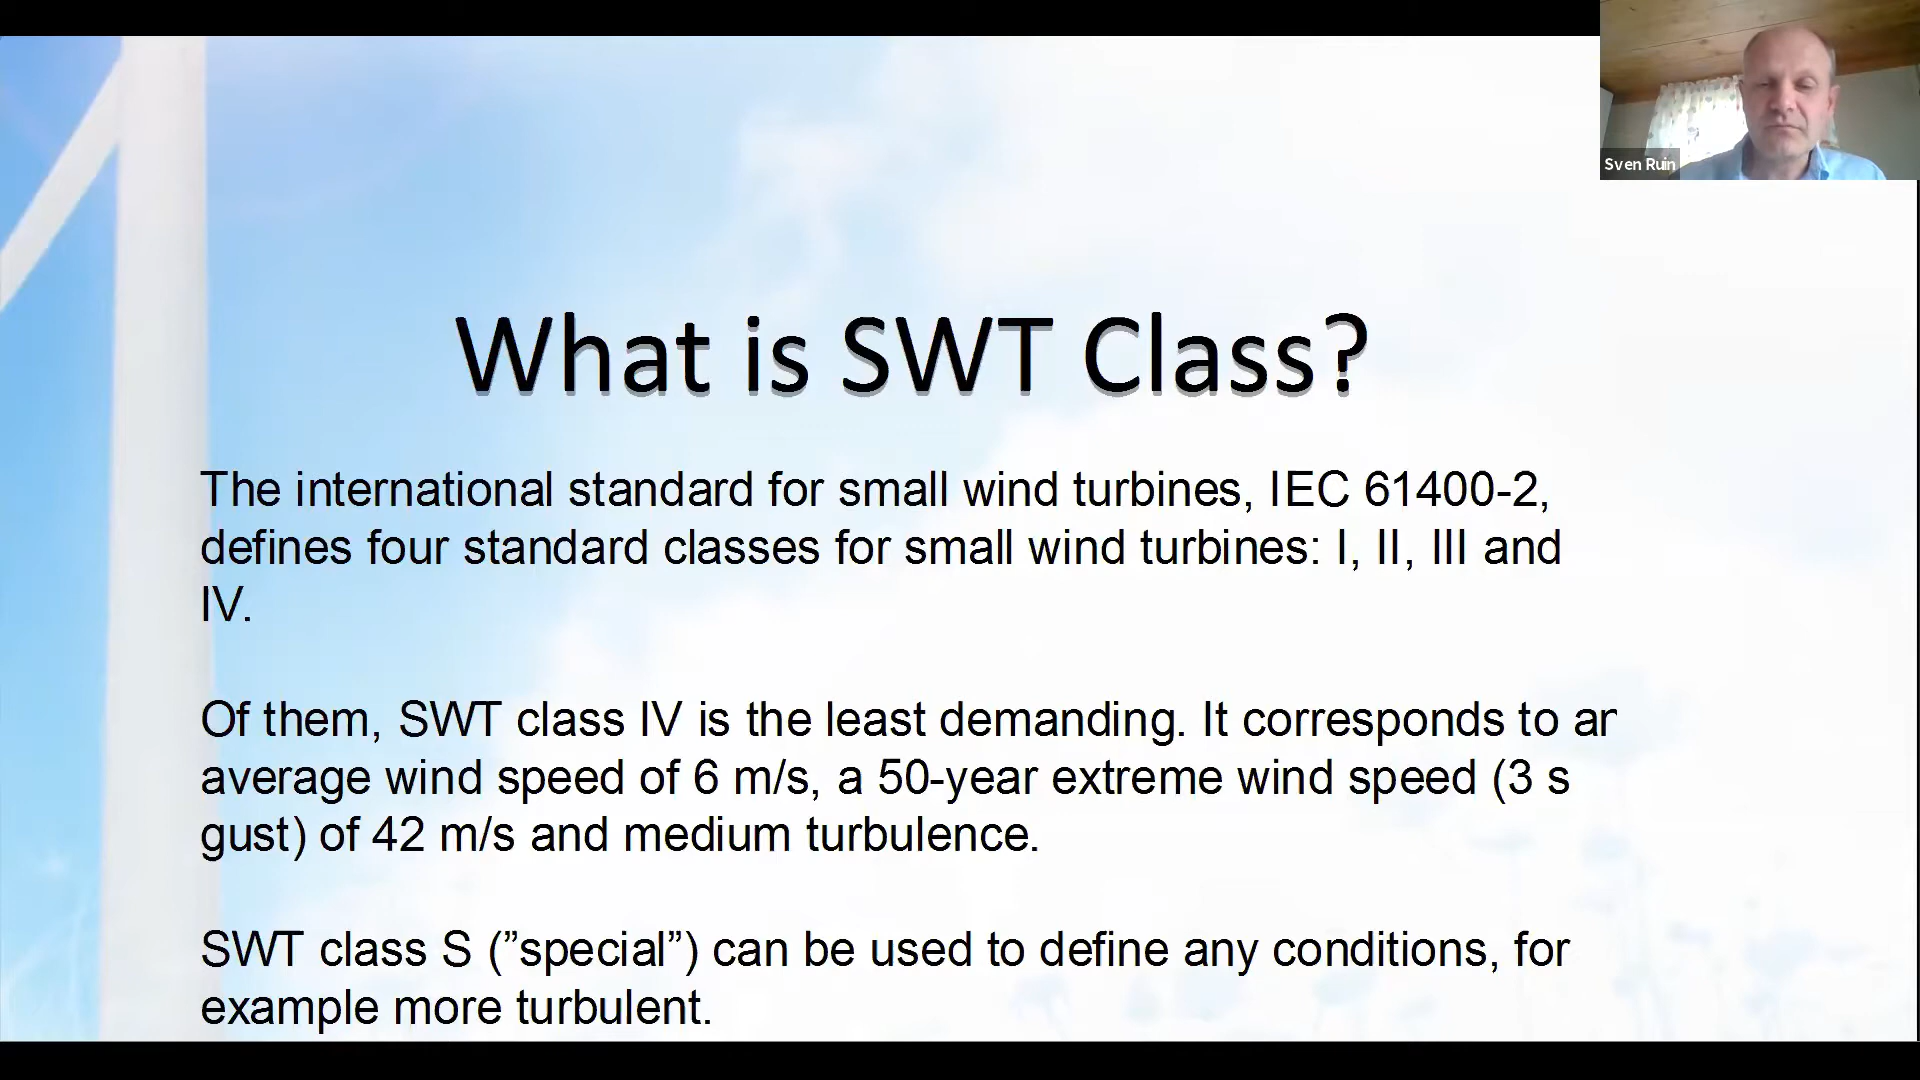 Sven Ruin
What is SWT Class?
The international standard for small wind turbines, IEC 61400-2,
defines four standard classes for small wind turbines: I, II, III and
IV.
Of them, SWT class IV is the least demanding. It corresponds to an
average wind speed of 6 m/s, a 50-year extreme wind speed (3 s
gust) of 42 m/s and medium turbulence.
SWT class S (”special”) can be used to define any conditions, for
example more turbulent.